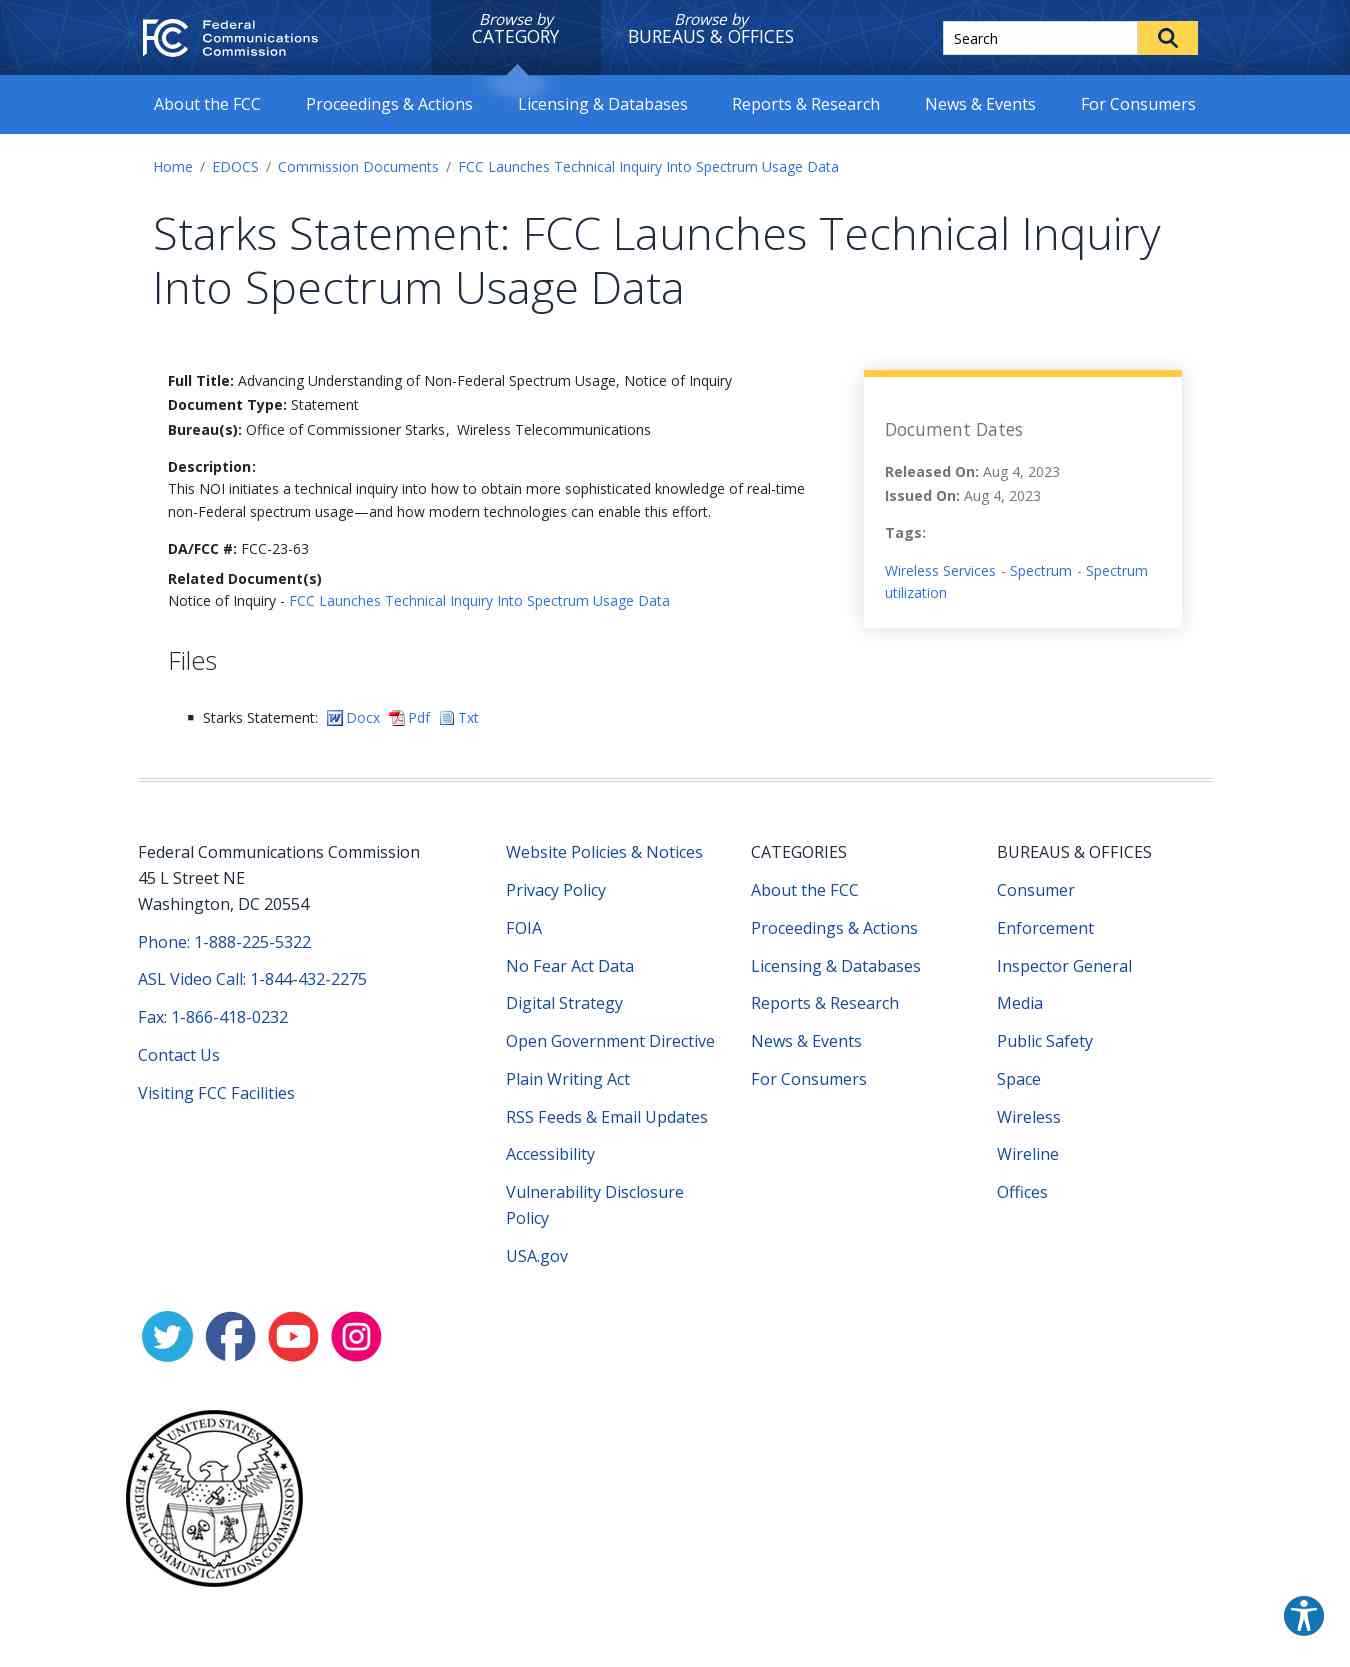 Federal
Communications
Commission
Browse by
CATEGORY
Browse by
BUREAUS & OFFICES
Search
About the FCC
Proceedings & Actions
Licensing & Databases
Reports & Research
News & Events
For Consumers
Home / EDOCS / Commission Documents / FCC Launches Technical Inquiry Into Spectrum Usage Data
Starks Statement: FCC Launches Technical Inquiry
Into Spectrum Usage Data
Full Title: Advancing Understanding of Non-Federal Spectrum Usage, Notice of Inquiry
Document Type: Statement
Bureau(s): Office of Commissioner Starks, Wireless Telecommunications
Description:
This NOI initiates a technical inquiry into how to obtain more sophisticated knowledge of real-time
non-Federal spectrum usage—and how modern technologies can enable this effort.
DA/FCC #: FCC-23-63
Related Document(s)
Notice of Inquiry - FCC Launches Technical Inquiry Into Spectrum Usage Data
Document Dates
Released On: Aug 4, 2023
Issued On: Aug 4, 2023
Tags:
Wireless Services - Spectrum - Spectrum
utilization
Files
Starks Statement: Docx Pdf Txt
Federal Communications Commission
45 L Street NE
Washington, DC 20554
Phone: 1-888-225-5322
ASL Video Call: 1-844-432-2275
Fax: 1-866-418-0232
Contact Us
Visiting FCC Facilities
Website Policies & Notices
Privacy Policy
FOIA
No Fear Act Data
Digital Strategy
Open Government Directive
Plain Writing Act
RSS Feeds & Email Updates
Accessibility
Vulnerability Disclosure
Policy
USA.gov
CATEGORIES
About the FCC
Proceedings & Actions
Licensing & Databases
Reports & Research
News & Events
For Consumers
BUREAUS & OFFICES
Consumer
Enforcement
Inspector General
Media
Public Safety
Space
Wireless
Wireline
Offices
UNITED STATES
FEDERAL COMMUNICATIONS COMMISSION